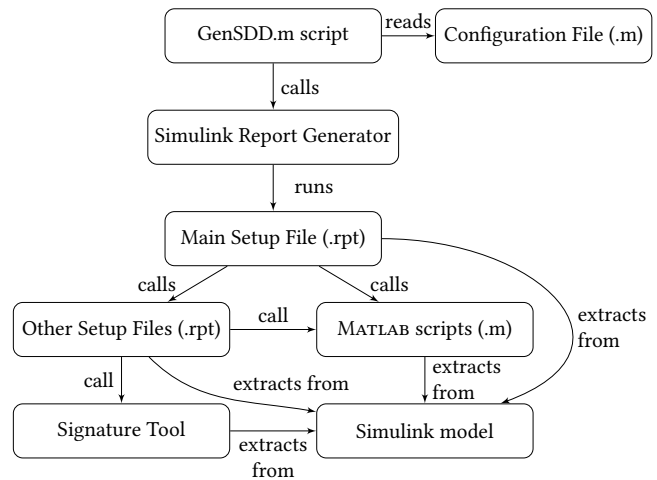 GenSDD.m script
reads
Configuration File (.m)
calls
Simulink Report Generator
runs
Main Setup File (.rpt)
calls
calls
extracts
from
Other Setup Files (.rpt)
call
MATLAB scripts (.m)
call
extracts from
extracts
from
Signature Tool
extracts
from
Simulink model